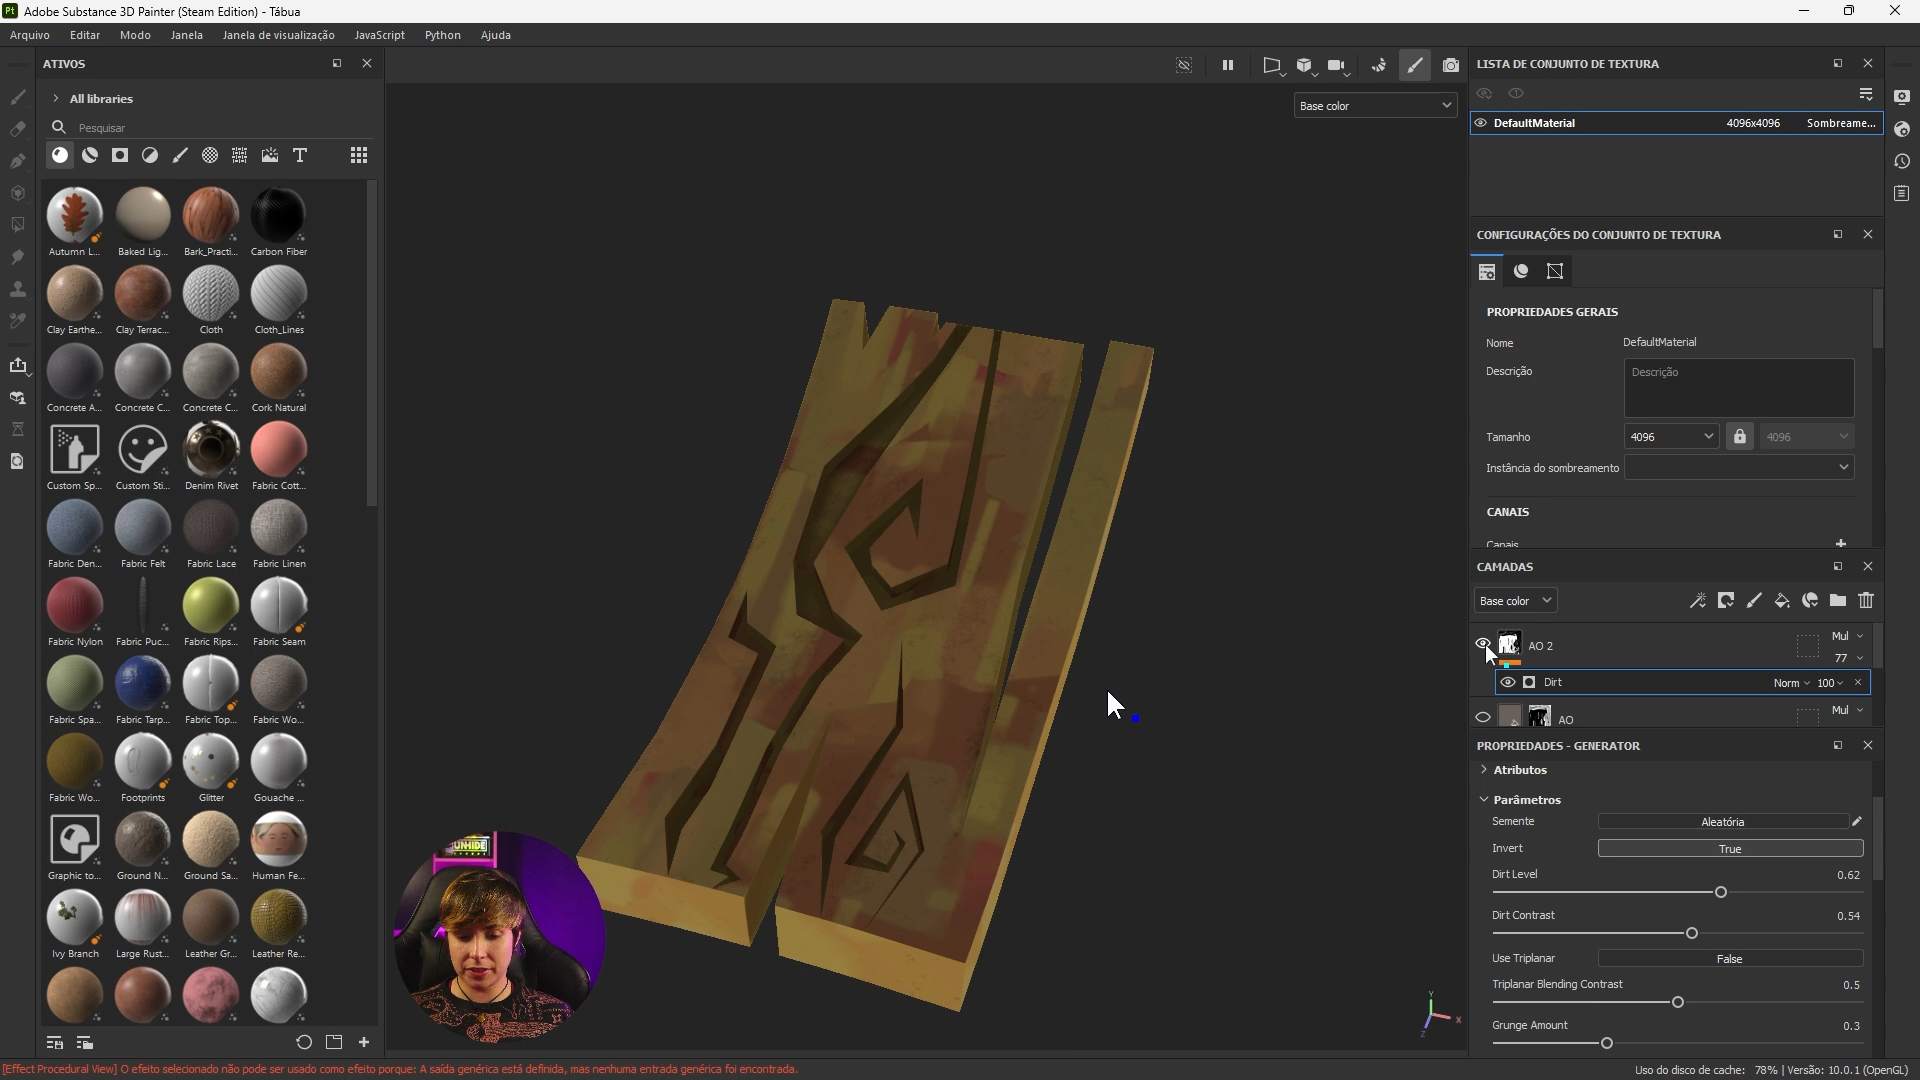 Adobe Substance 3D Painter (Steam Edition) - Tábua
Arquivo Editar Modo Janela Janela de visualização JavaScript Python Ajuda
ATIVOS
All libraries
Pesquisar
Autumn L... Baked Lig... Bark_Practi... Carbon Fiber
Clay Earthe... Clay Terrac... Cloth Cloth_Lines
Concrete A... Concrete C... Concrete C... Cork Natural
Custom Sp... Custom Sti... Denim Rivet Fabric Cott...
Fabric Den... Fabric Felt Fabric Lace Fabric Linen
Fabric Nylon Fabric Puc... Fabric Rips... Fabric Seam
Fabric Spa... Fabric Tarp... Fabric Top... Fabric Wo...
Fabric Wo... Footprints Glitter Gouache ...
Graphic to... Ground N... Ground Sa... Human Fe...
Ivy Branch Large Rust... Leather Gr... Leather Re...
Base color
UNHIDE
LISTA DE CONJUNTO DE TEXTURA
DefaultMaterial 4096x4096 Sombreame...
CONFIGURAÇÕES DO CONJUNTO DE TEXTURA
PROPRIEDADES GERAIS
Nome DefaultMaterial
Descrição Descrição
Tamanho 4096 4096
Instância do sombreamento
CANAIS
Canais
CAMADAS
Base color
AO 2 Mul
77
Dirt Norm 100
AO Mul
PROPRIEDADES - GENERATOR
Atributos
Parâmetros
Semente Aleatória
Invert True
Dirt Level 0.62
Dirt Contrast 0.54
Use Triplanar False
Triplanar Blending Contrast 0.5
Grunge Amount 0.3
Y
X
Z
[Effect Procedural View] O efeito selecionado não pode ser usado como efeito porque: A saída genérica está definida, mas nenhuma entrada genérica foi encontrada.
Uso do disco de cache: 78% | Versão: 10.0.1 (OpenGL)